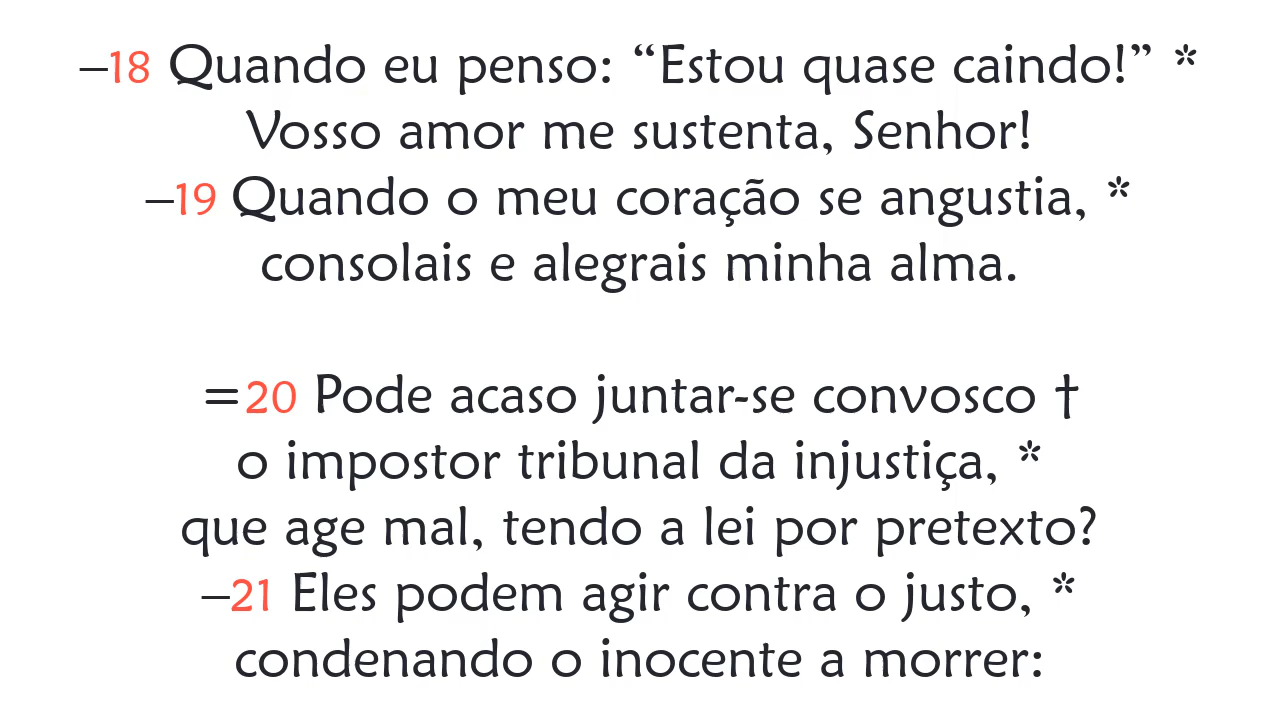 –18 Quando eu penso: “Estou quase caindo!” *
Vosso amor me sustenta, Senhor!
–19 Quando o meu coração se angustia, *
consolais e alegrais minha alma.
=20 Pode acaso juntar-se convosco †
o impostor tribunal da injustiça, *
que age mal, tendo a lei por pretexto?
–21 Eles podem agir contra o justo, *
condenando o inocente a morrer: